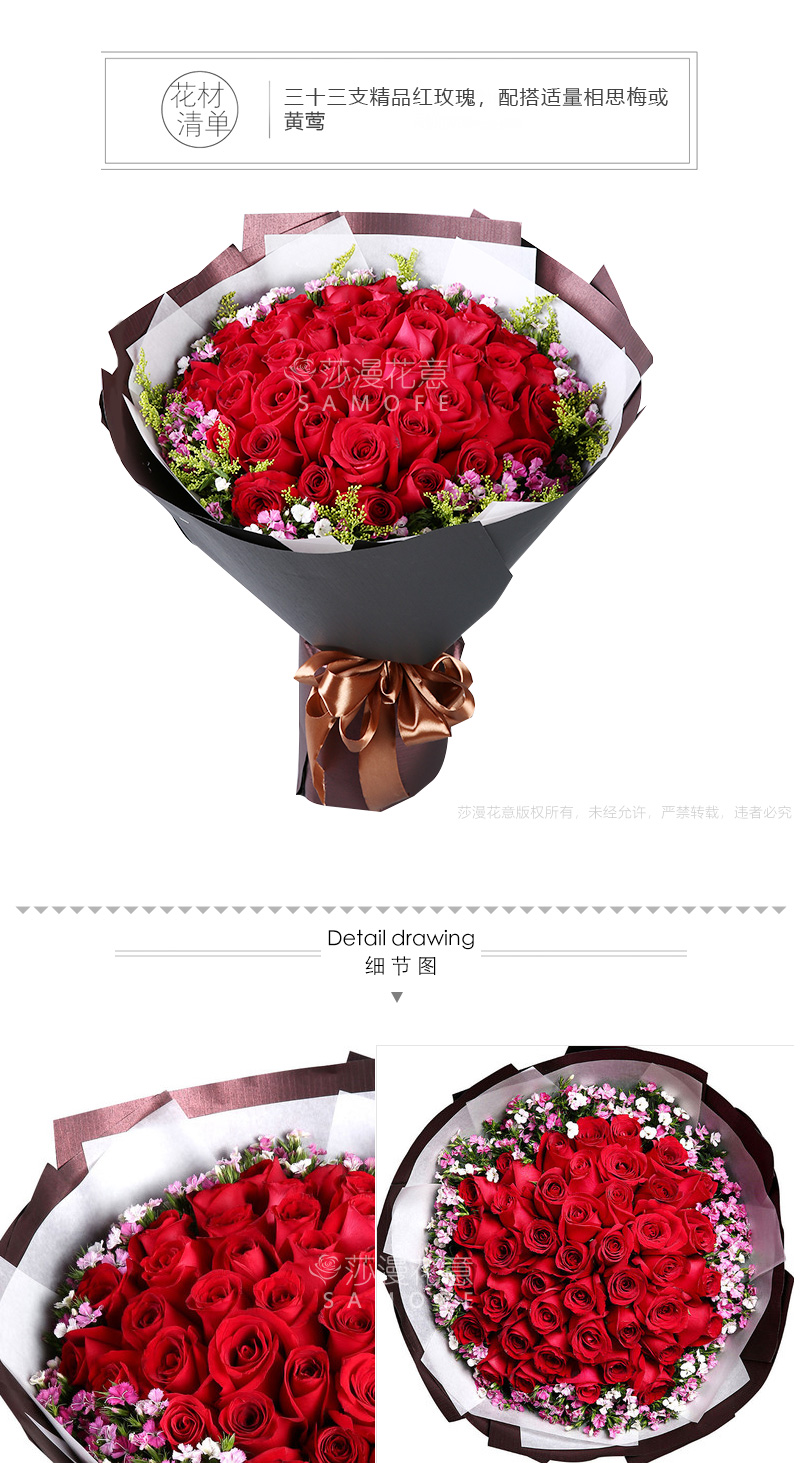 花材
清单
三十三支精品红玫瑰，配搭适量相思梅或
黄莺
莎漫花意
SAMOFE
莎漫花意版权所有，未经允许，严禁转载，违者必究
Detail drawing
细节图
莎漫花意
SAMOFE